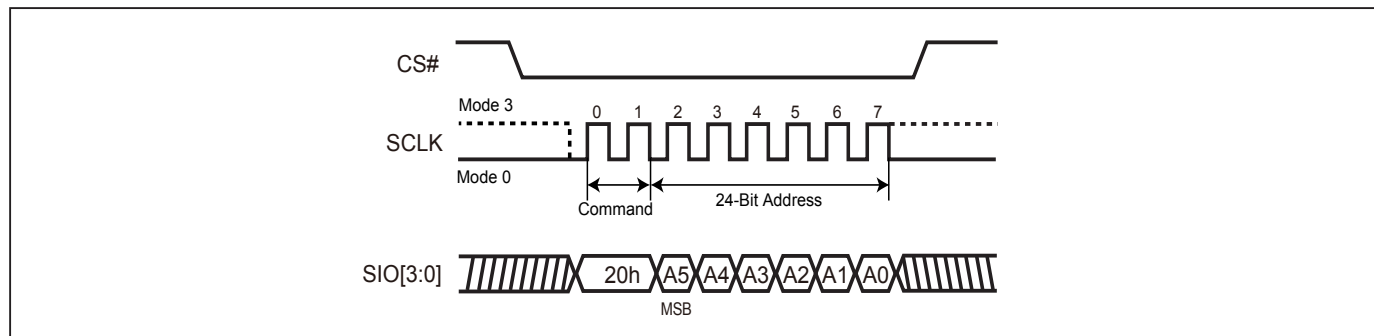 CS#
Mode 3
0 1 2 3 4 5 6 7
SCLK
Mode 0
Command
24-Bit Address
SIO[3:0]
20h A5 A4 A3 A2 A1 A0
MSB